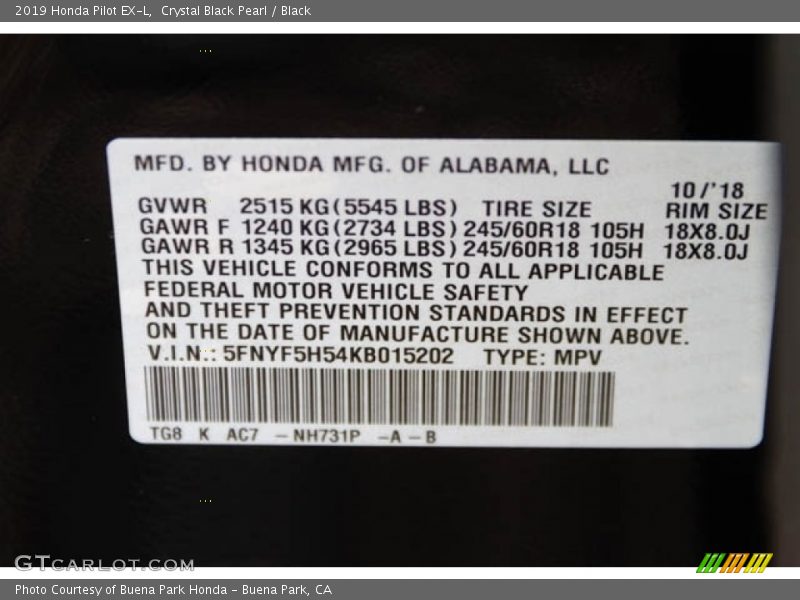 2019 Honda Pilot EX-L, Crystal Black Pearl / Black
MFD. BY HONDA MFG. OF ALABAMA, LLC
10/'18
GVWR 2515 KG(5545 LBS) TIRE SIZE RIM SIZE
GAWR F 1240 KG(2734 LBS) 245/60R18 105H 18X8.0J
GAWR R 1345 KG(2965 LBS) 245/60R18 105H 18X8.0J
THIS VEHICLE CONFORMS TO ALL APPLICABLE
FEDERAL MOTOR VEHICLE SAFETY
AND THEFT PREVENTION STANDARDS IN EFFECT
ON THE DATE OF MANUFACTURE SHOWN ABOVE.
V.I.N.: 5FNYF5H54KB015202 TYPE: MPV
TG8 K AC7 -NH731P -A-B
GTCARLOT.COM
Photo Courtesy of Buena Park Honda - Buena Park, CA